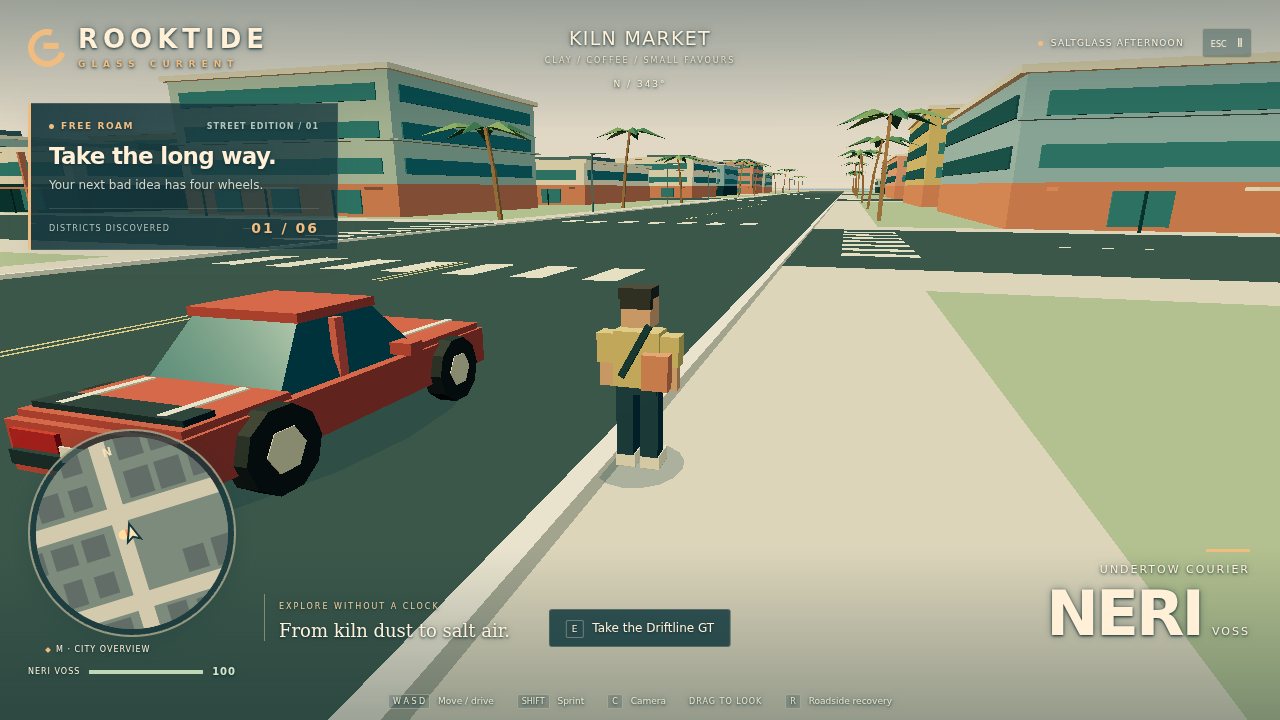 ROOKTIDE
GLASS CURRENT
KILN MARKET
CLAY / COFFEE / SMALL FAVOURS
N / 343°
SALTGLASS AFTERNOON
ESC II
FREE ROAM
STREET EDITION / 01
Take the long way.
Your next bad idea has four wheels.
DISTRICTS DISCOVERED
01 / 06
N
M · CITY OVERVIEW
NERI VOSS
100
EXPLORE WITHOUT A CLOCK
From kiln dust to salt air.
E Take the Driftline GT
UNDERTOW COURIER
NERI VOSS
WASD Move / drive SHIFT Sprint C Camera DRAG TO LOOK R Roadside recovery